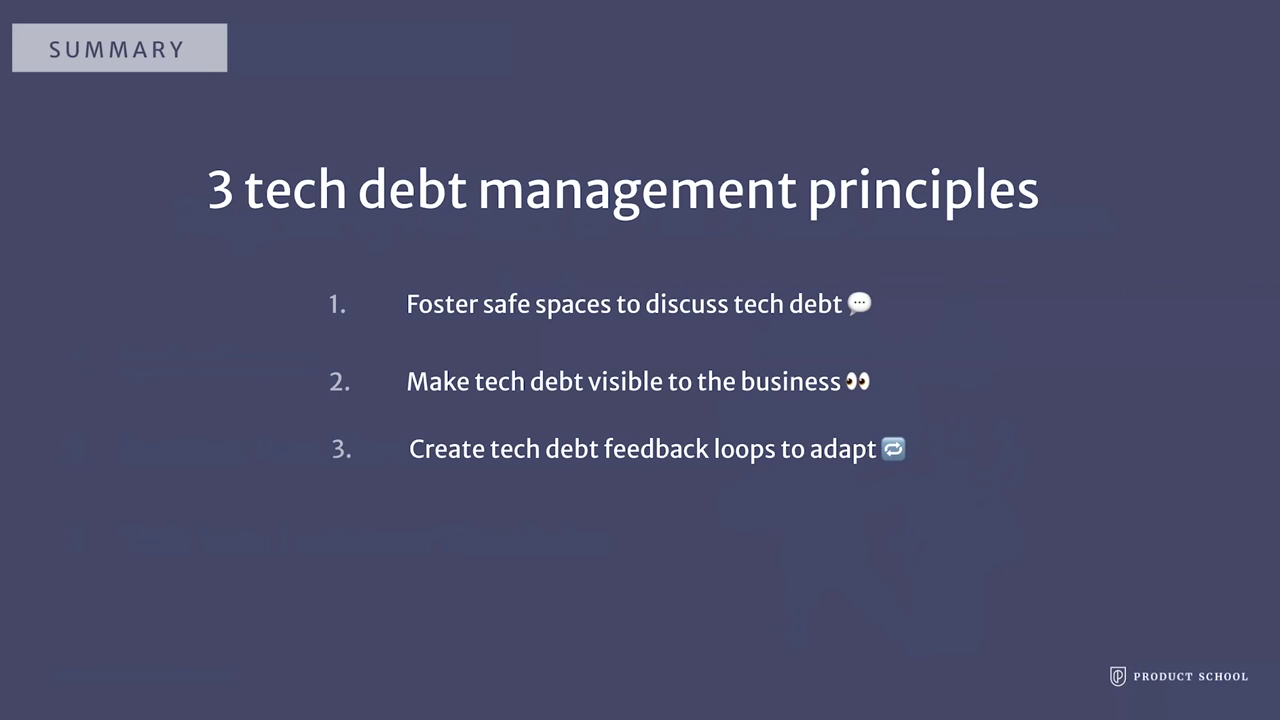 SUMMARY
3 tech debt management principles
1. Foster safe spaces to discuss tech debt 💬
2. Make tech debt visible to the business 👀
3. Create tech debt feedback loops to adapt 🔁
PRODUCT SCHOOL